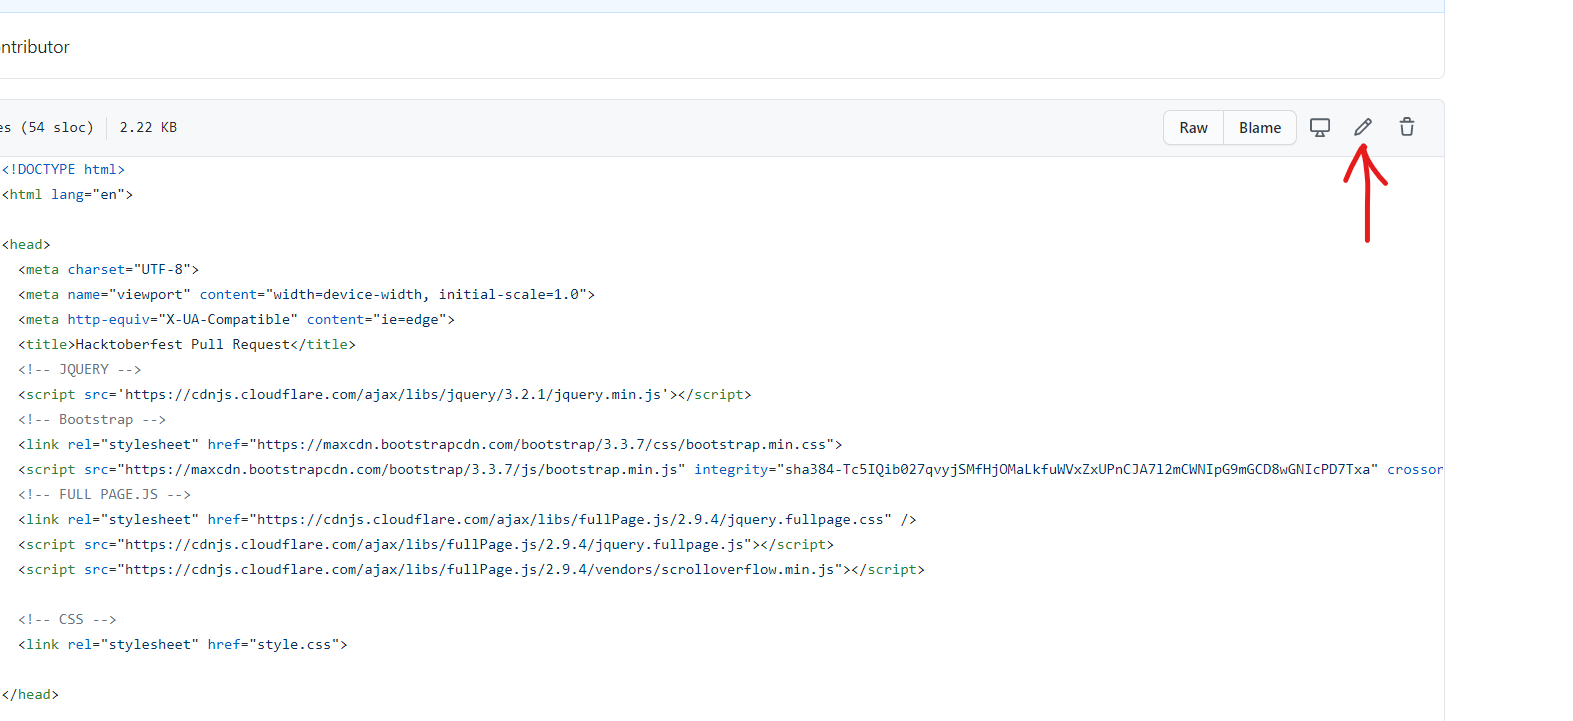 ntributor
es (54 sloc) 2.22 KB Raw Blame
<!DOCTYPE html>
<html lang="en">
<head>
<meta charset="UTF-8">
<meta name="viewport" content="width=device-width, initial-scale=1.0">
<meta http-equiv="X-UA-Compatible" content="ie=edge">
<title>Hacktoberfest Pull Request</title>
<!-- JQUERY -->
<script src='https://cdnjs.cloudflare.com/ajax/libs/jquery/3.2.1/jquery.min.js'></script>
<!-- Bootstrap -->
<link rel="stylesheet" href="https://maxcdn.bootstrapcdn.com/bootstrap/3.3.7/css/bootstrap.min.css">
<script src="https://maxcdn.bootstrapcdn.com/bootstrap/3.3.7/js/bootstrap.min.js" integrity="sha384-Tc5IQib027qvyjSMfHjOMaLkfuWVxZxUPnCJA7l2mCWNIpG9mGCD8wGNIcPD7Txa" crossor
<!-- FULL PAGE.JS -->
<link rel="stylesheet" href="https://cdnjs.cloudflare.com/ajax/libs/fullPage.js/2.9.4/jquery.fullpage.css" />
<script src="https://cdnjs.cloudflare.com/ajax/libs/fullPage.js/2.9.4/jquery.fullpage.js"></script>
<script src="https://cdnjs.cloudflare.com/ajax/libs/fullPage.js/2.9.4/vendors/scrolloverflow.min.js"></script>
<!-- CSS -->
<link rel="stylesheet" href="style.css">
</head>